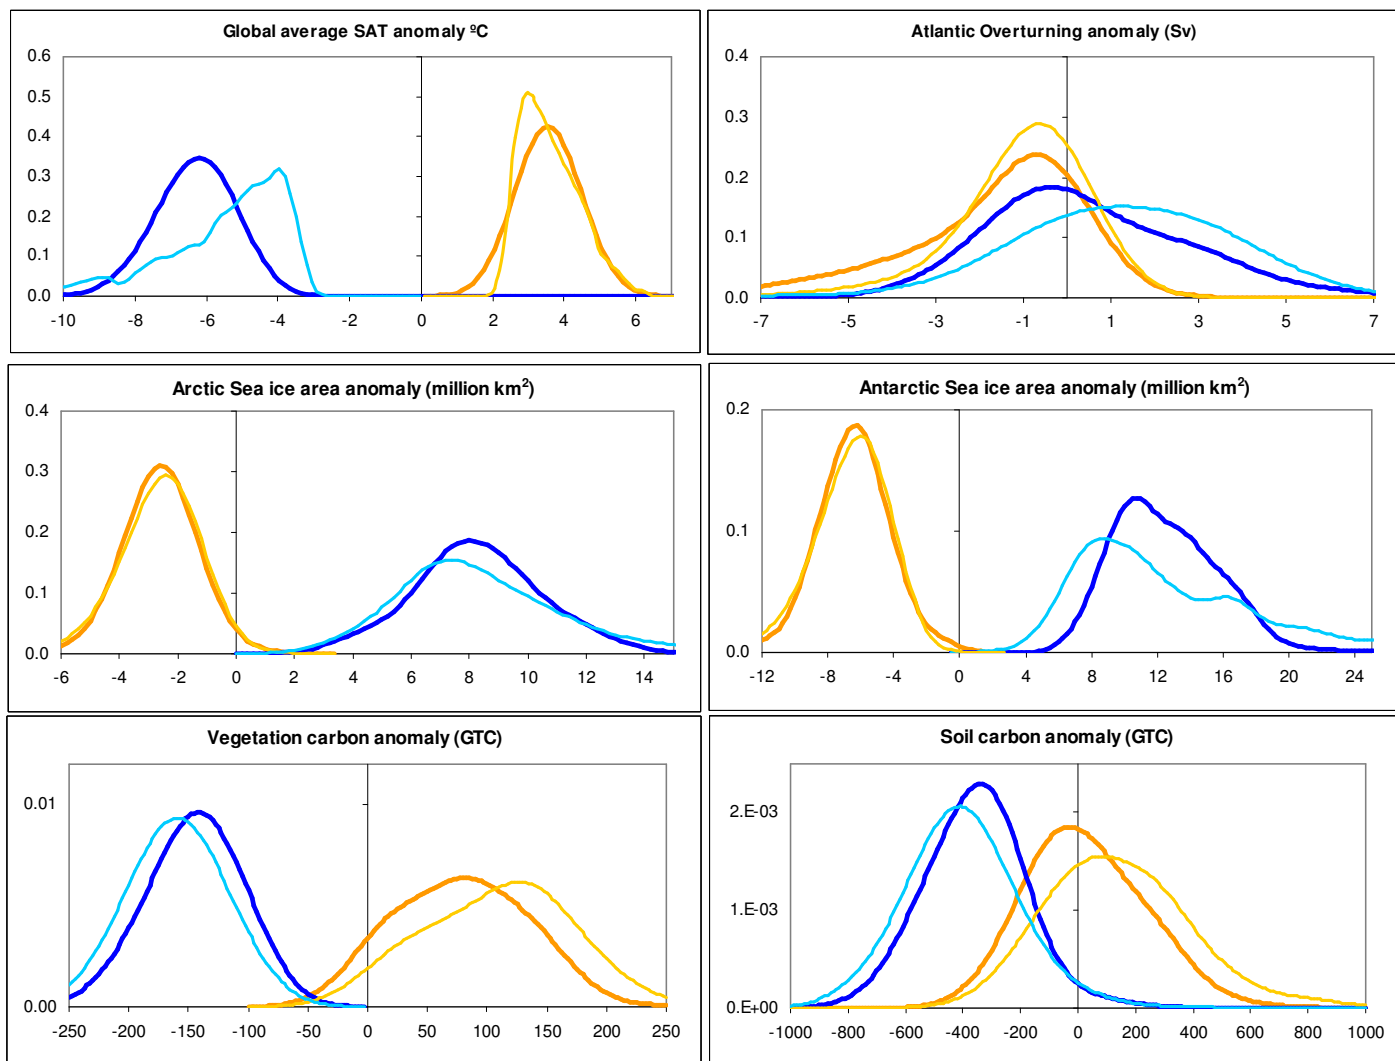 Global average SAT anomaly ºC
0.6
0.5
0.4
0.3
0.2
0.1
0.0
-10 -8 -6 -4 -2 0 2 4 6
Atlantic Overturning anomaly (Sv)
0.4
0.3
0.2
0.1
0.0
-7 -5 -3 -1 1 3 5 7
Arctic Sea ice area anomaly (million km²)
0.4
0.3
0.2
0.1
0.0
-6 -4 -2 0 2 4 6 8 10 12 14
Antarctic Sea ice area anomaly (million km²)
0.2
0.1
0.0
-12 -8 -4 0 4 8 12 16 20 24
Vegetation carbon anomaly (GTC)
0.01
0.00
-250 -200 -150 -100 -50 0 50 100 150 200 250
Soil carbon anomaly (GTC)
2.E-03
1.E-03
0.E+00
-1000 -800 -600 -400 -200 0 200 400 600 800 1000